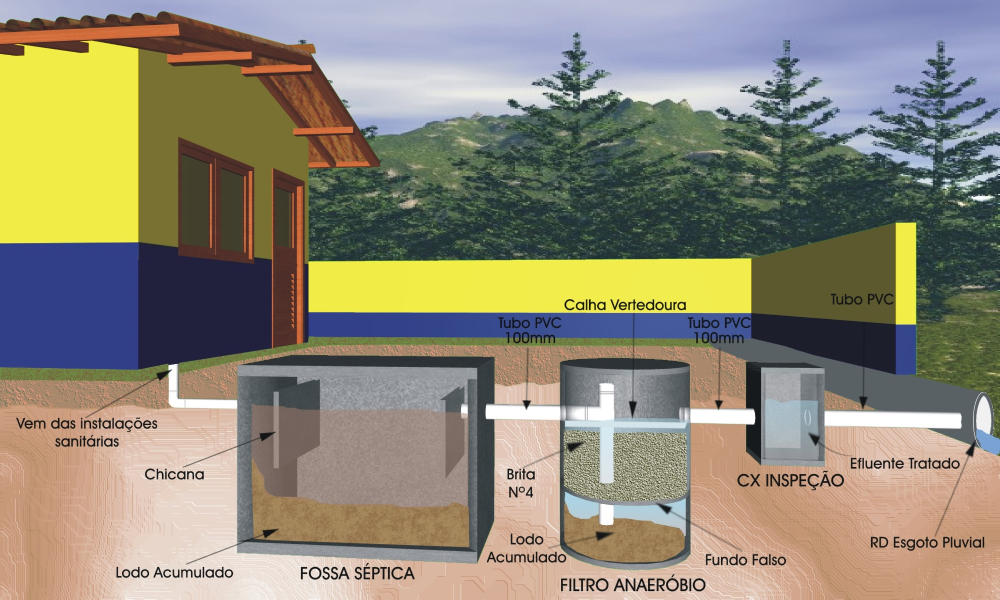 Calha Vertedoura
Tubo PVC
Tubo PVC
100mm
Tubo PVC
100mm
Vem das instalações
sanitárias
Chicana
Brita
Nº4
Efluente Tratado
CX INSPEÇÃO
Lodo
Acumulado
RD Esgoto Pluvial
Fundo Falso
Lodo Acumulado
FOSSA SÉPTICA
FILTRO ANAERÓBIO